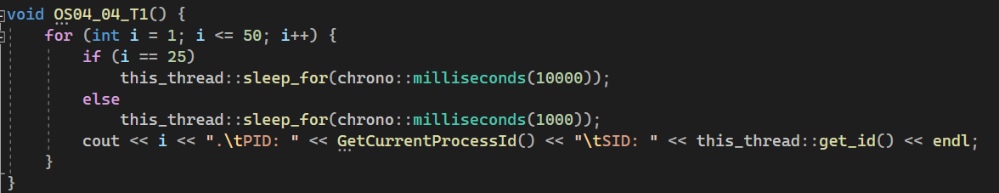 void OS04_04_T1() {
    for (int i = 1; i <= 50; i++) {
        if (i == 25)
            this_thread::sleep_for(chrono::milliseconds(10000));
        else
            this_thread::sleep_for(chrono::milliseconds(1000));
        cout << i << ".\tPID: " << GetCurrentProcessId() << "\tSID: " << this_thread::get_id() << endl;
    }
}